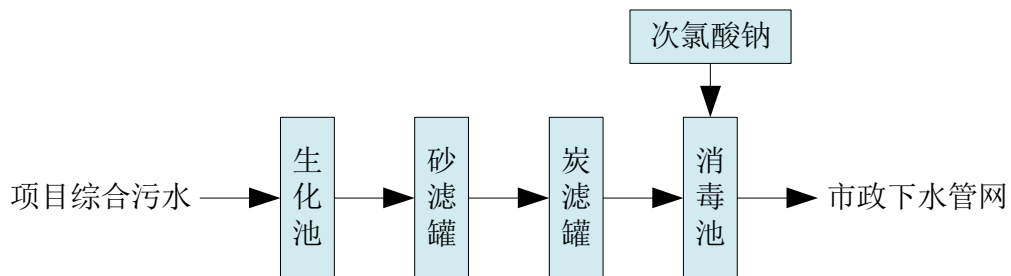 次氯酸钠
项目综合污水
生化池
砂滤罐
炭滤罐
消毒池
市政下水管网